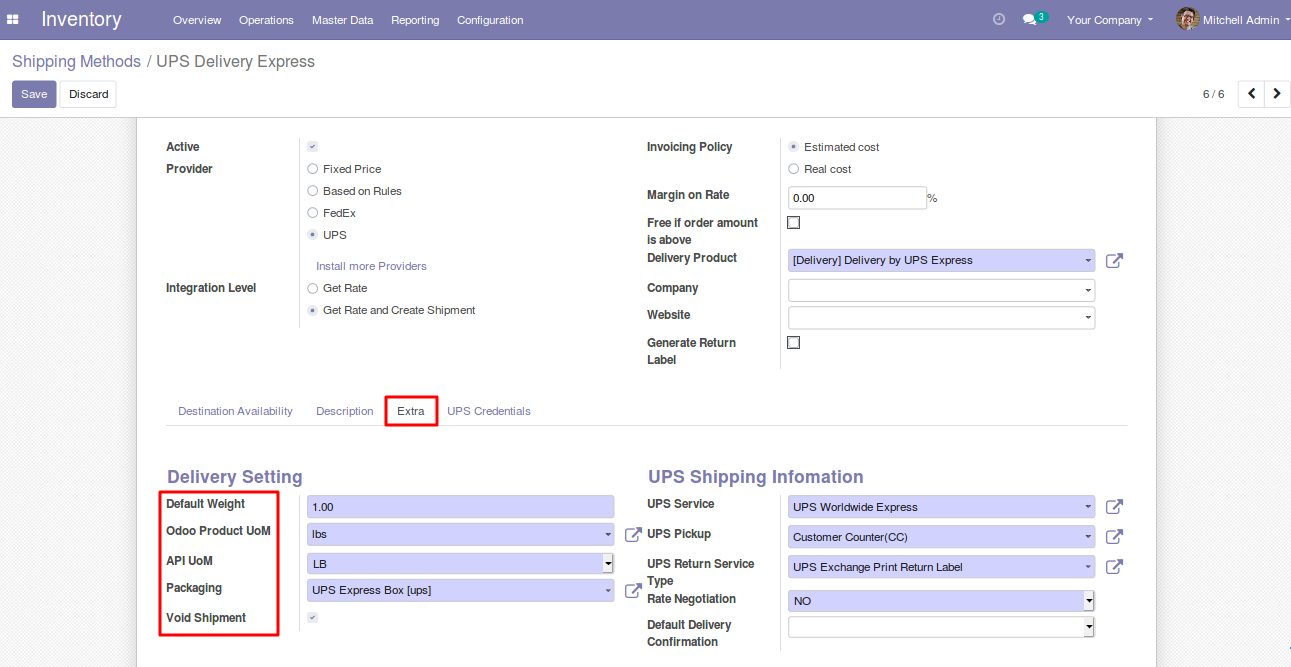 Inventory
Overview
Operations
Master Data
Reporting
Configuration
3
Your Company
Mitchell Admin
Shipping Methods / UPS Delivery Express
Save
Discard
6 / 6
Active
Provider
Fixed Price
Based on Rules
FedEx
UPS
Install more Providers
Integration Level
Get Rate
Get Rate and Create Shipment
Invoicing Policy
Estimated cost
Real cost
Margin on Rate
0.00
%
Free if order amount
is above
Delivery Product
[Delivery] Delivery by UPS Express
Company
Website
Generate Return
Label
Destination Availability
Description
Extra
UPS Credentials
Delivery Setting
Default Weight
1.00
Odoo Product UoM
lbs
API UoM
LB
Packaging
UPS Express Box [ups]
Void Shipment
UPS Shipping Infomation
UPS Service
UPS Worldwide Express
UPS Pickup
Customer Counter(CC)
UPS Return Service
Type
UPS Exchange Print Return Label
Rate Negotiation
NO
Default Delivery
Confirmation